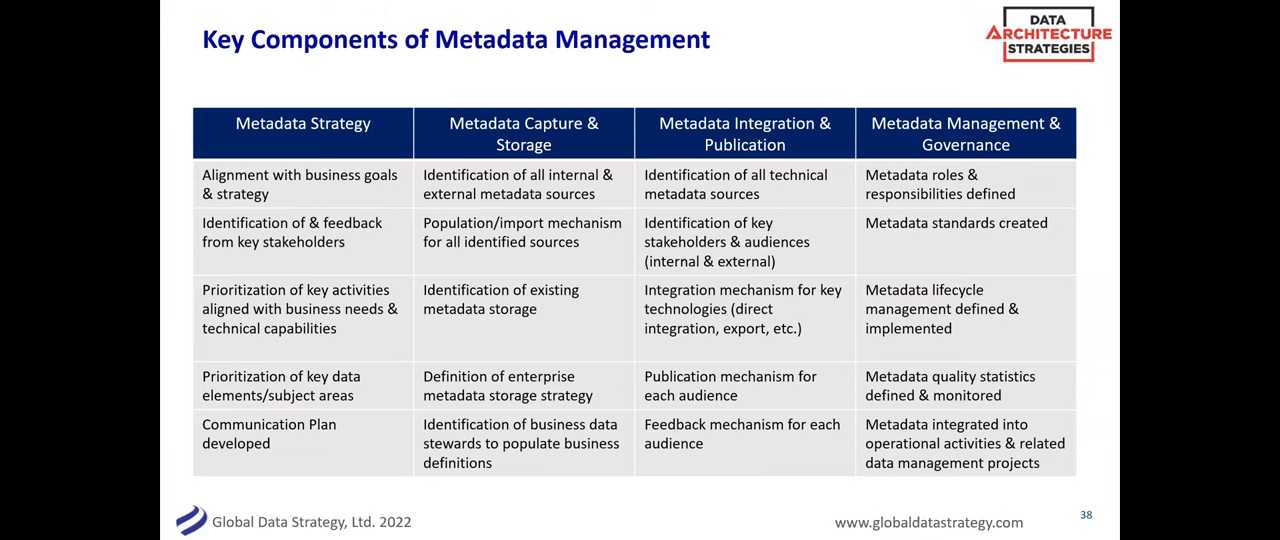 Key Components of Metadata Management
DATA
ARCHITECTURE
STRATEGIES
Metadata Strategy
Metadata Capture &
Storage
Metadata Integration &
Publication
Metadata Management &
Governance
Alignment with business goals
& strategy
Identification of all internal &
external metadata sources
Identification of all technical
metadata sources
Metadata roles &
responsibilities defined
Identification of & feedback
from key stakeholders
Population/import mechanism
for all identified sources
Identification of key
stakeholders & audiences
(internal & external)
Metadata standards created
Prioritization of key activities
aligned with business needs &
technical capabilities
Identification of existing
metadata storage
Integration mechanism for key
technologies (direct
integration, export, etc.)
Metadata lifecycle
management defined &
implemented
Prioritization of key data
elements/subject areas
Definition of enterprise
metadata storage strategy
Publication mechanism for
each audience
Metadata quality statistics
defined & monitored
Communication Plan
developed
Identification of business data
stewards to populate business
definitions
Feedback mechanism for each
audience
Metadata integrated into
operational activities & related
data management projects
Global Data Strategy, Ltd. 2022
www.globaldatastrategy.com
38